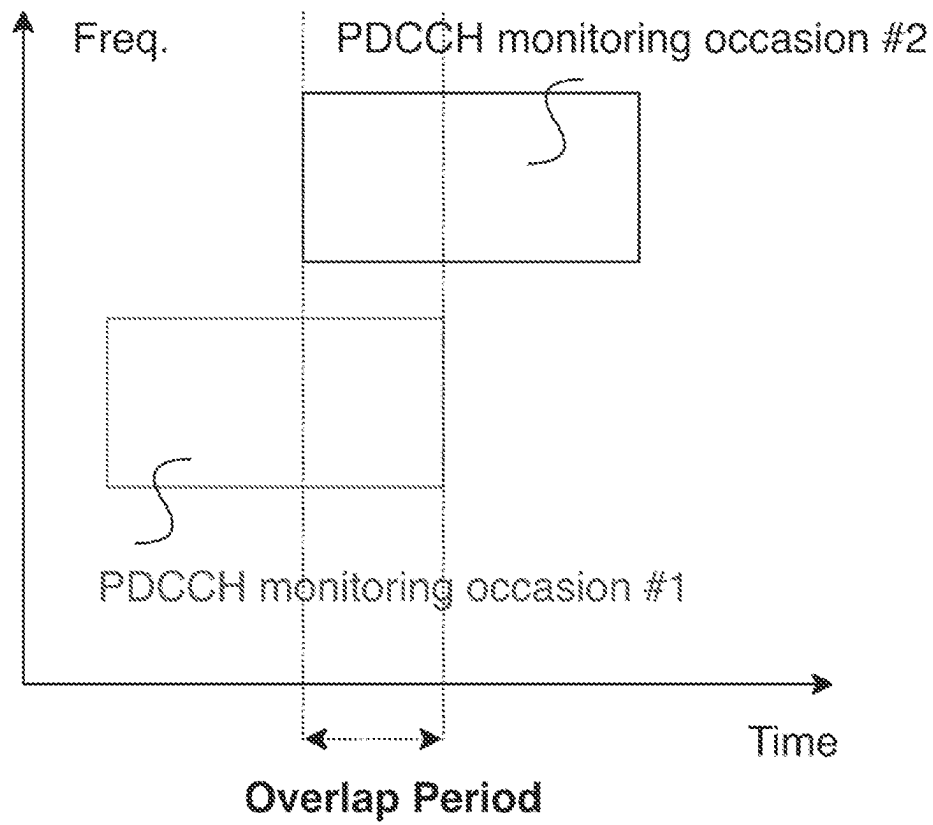 Freq.
PDCCH monitoring occasion #2
PDCCH monitoring occasion #1
Time
Overlap Period